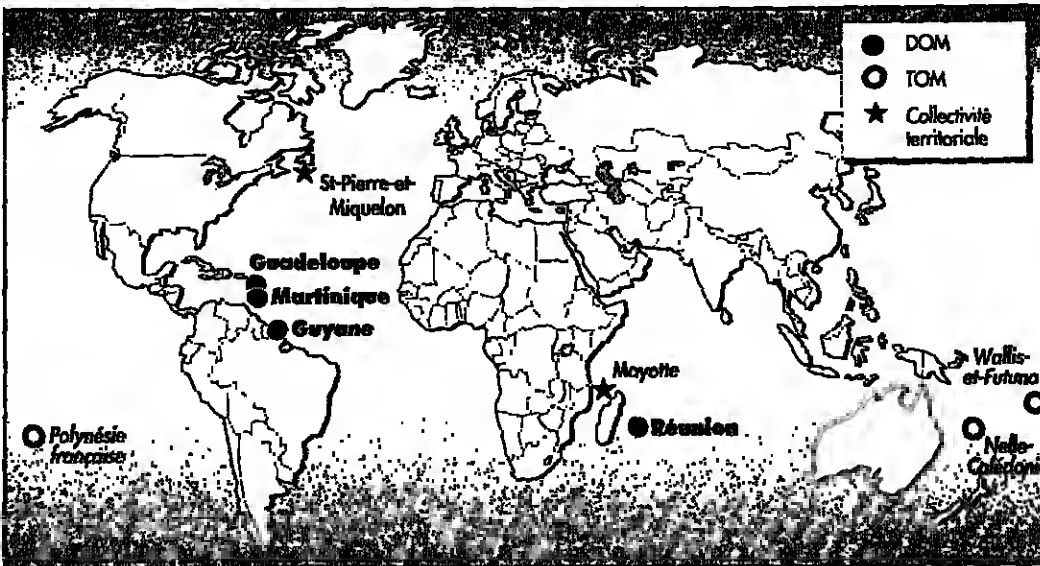 DOM
TOM
Collectivité
territoriale
St-Pierre-et-
Miquelon
Guadeloupe
Martinique
Guyane
Mayotte
Réunion
Wallis-
et-Futuna
Polynésie
française
Nelle-
Calédonie